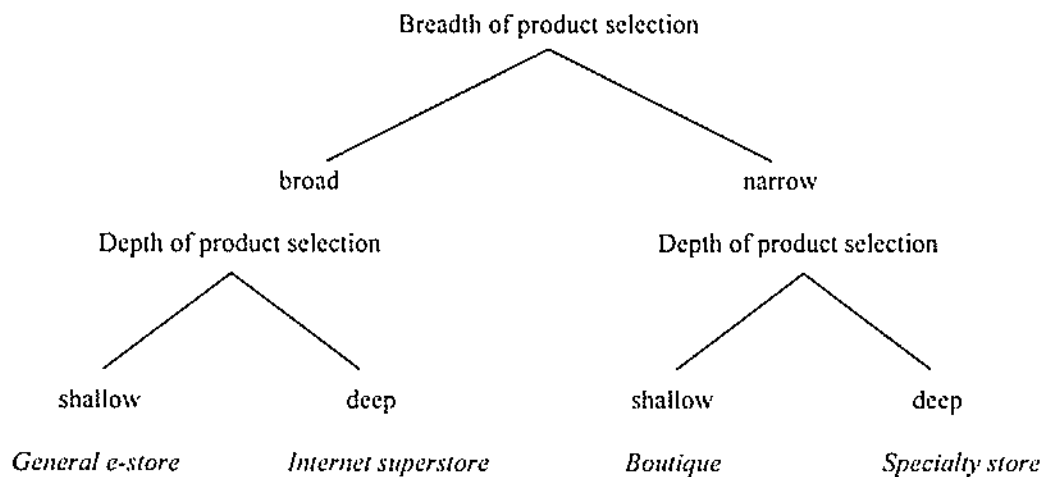 Breadth of product selection
broad narrow
Depth of product selection Depth of product selection
shallow deep shallow deep
General e-store Internet superstore Boutique Specialty store